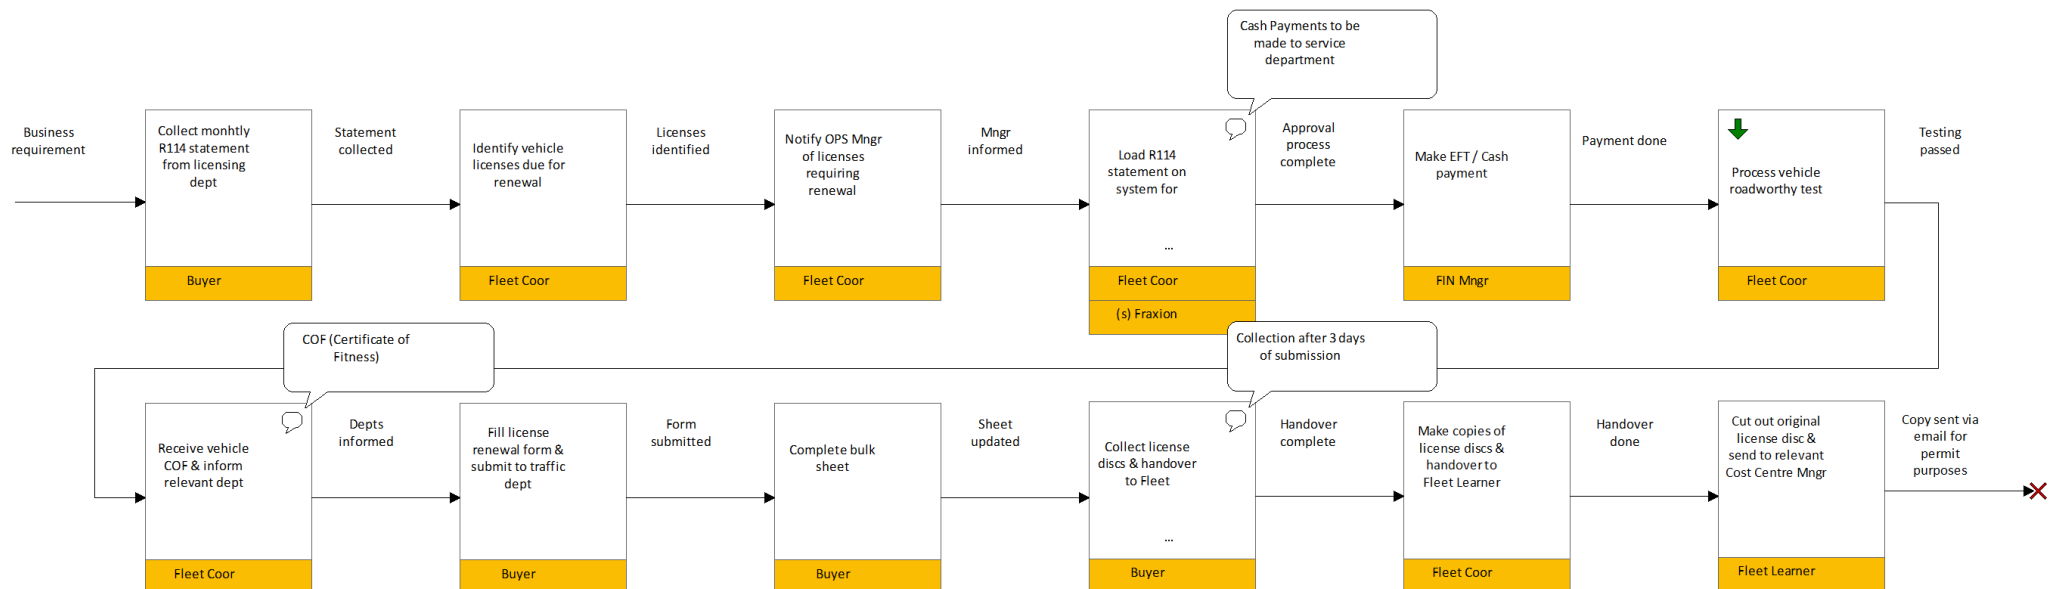 Cash Payments to be
made to service
department
Business
requirement
Collect monhtly
R114 statement
from licensing
dept
Buyer
Statement
collected
Identify vehicle
licenses due for
renewal
Fleet Coor
Licenses
identified
Notify OPS Mngr
of licenses
requiring
renewal
Fleet Coor
Mngr
informed
Load R114
statement on
system for
...
Fleet Coor
(s) Fraxion
Approval
process
complete
Make EFT / Cash
payment
FIN Mngr
Payment done
Process vehicle
roadworthy test
Fleet Coor
Testing
passed
COF (Certificate of
Fitness)
Receive vehicle
COF & inform
relevant dept
Fleet Coor
Depts
informed
Fill license
renewal form &
submit to traffic
dept
Buyer
Form
submitted
Complete bulk
sheet
Buyer
Sheet
updated
Collection after 3 days
of submission
Collect license
discs & handover
to Fleet
...
Buyer
Handover
complete
Make copies of
license discs &
handover to
Fleet Learner
Fleet Coor
Handover
done
Cut out original
license disc &
send to relevant
Cost Centre Mngr
Fleet Learner
Copy sent via
email for
permit
purposes